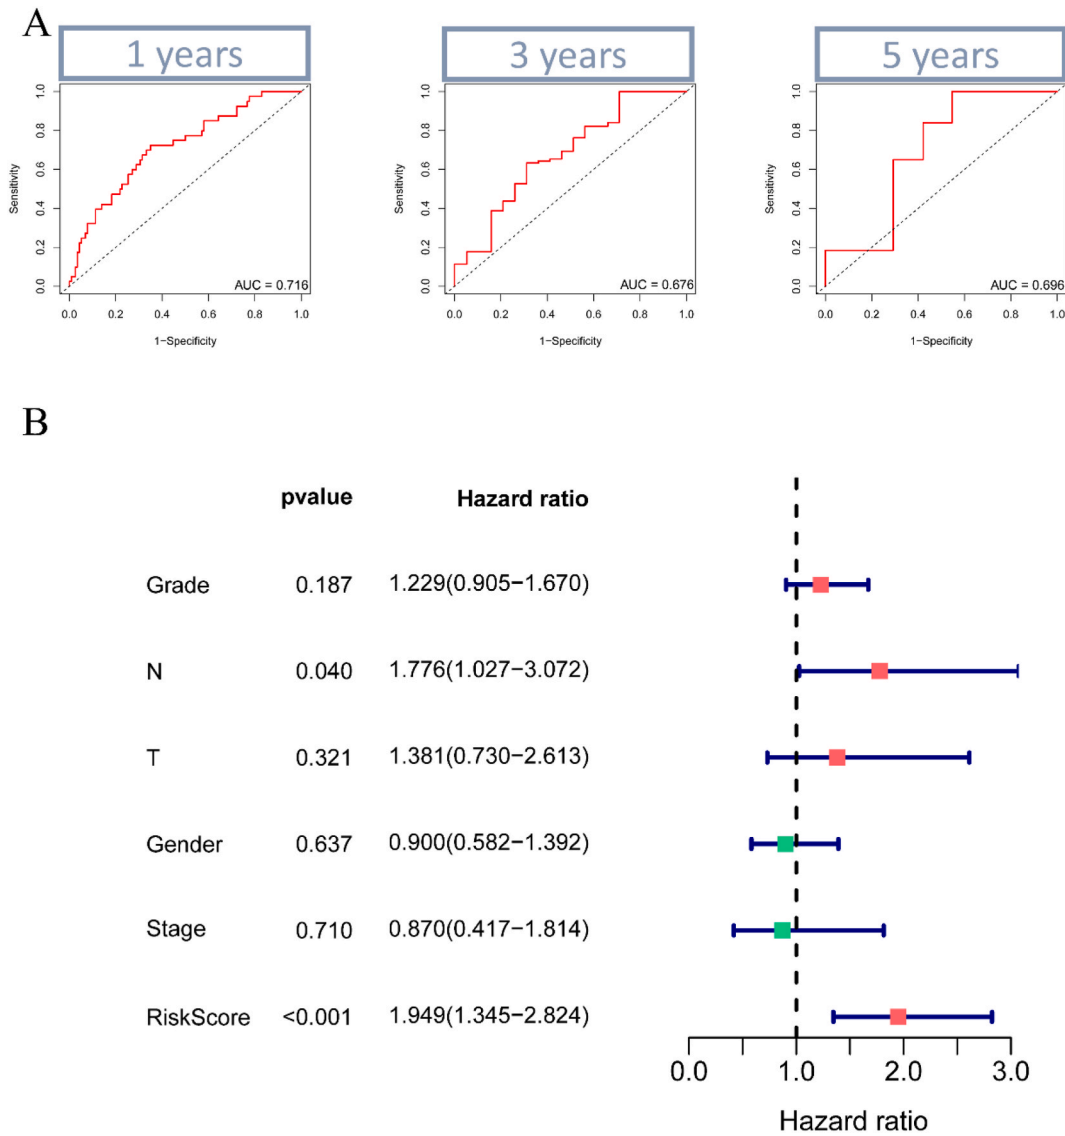 A
1 years
3 years
5 years
Sensitivity
0.0 0.2 0.4 0.6 0.8 1.0
AUC = 0.716
0.0 0.2 0.4 0.6 0.8 1.0
1−Specificity
Sensitivity
0.0 0.2 0.4 0.6 0.8 1.0
AUC = 0.676
0.0 0.2 0.4 0.6 0.8 1.0
1−Specificity
Sensitivity
0.0 0.2 0.4 0.6 0.8 1.0
AUC = 0.696
0.0 0.2 0.4 0.6 0.8 1.0
1−Specificity
B
pvalue Hazard ratio
Grade 0.187 1.229(0.905−1.670)
N 0.040 1.776(1.027−3.072)
T 0.321 1.381(0.730−2.613)
Gender 0.637 0.900(0.582−1.392)
Stage 0.710 0.870(0.417−1.814)
RiskScore <0.001 1.949(1.345−2.824)
0.0 1.0 2.0 3.0
Hazard ratio